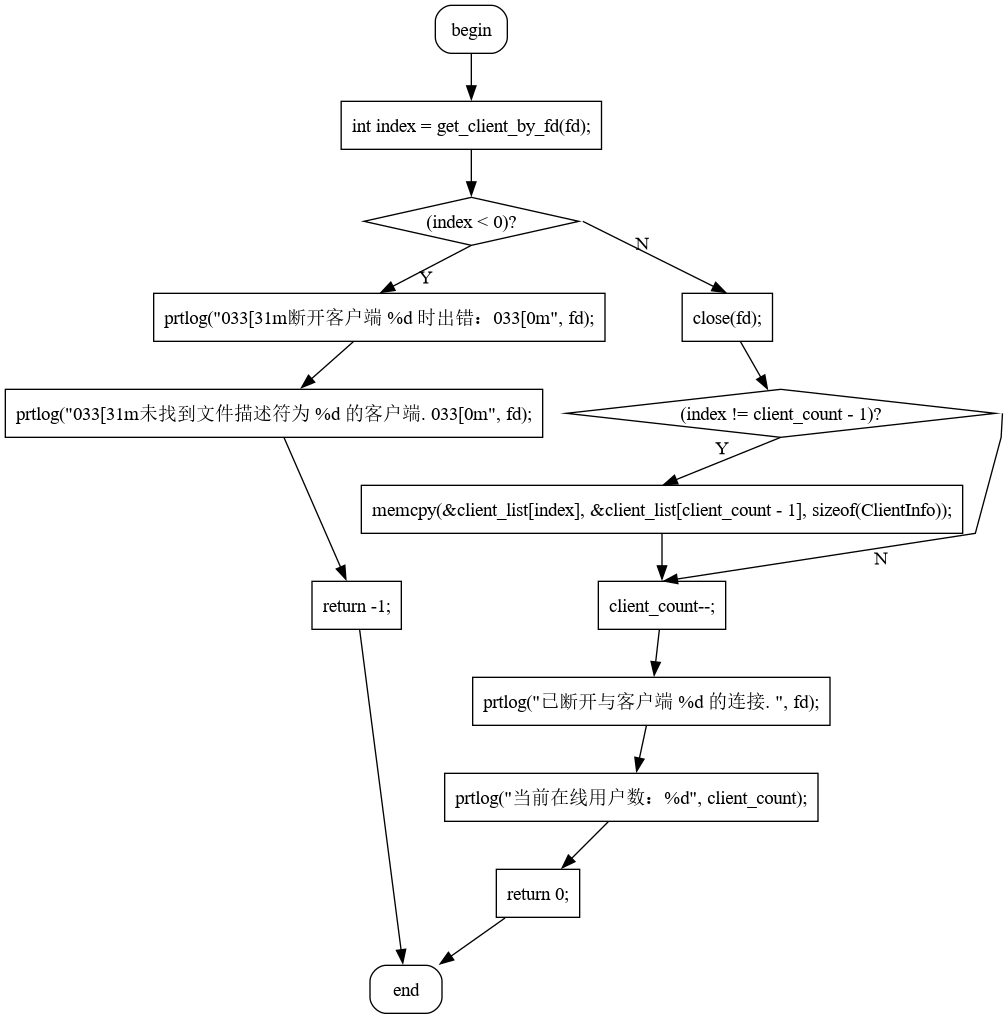 begin
int index = get_client_by_fd(fd);
(index < 0)?
N
Y
prtlog("033[31m断开客户端 %d 时出错：033[0m", fd);
close(fd);
prtlog("033[31m未找到文件描述符为 %d 的客户端. 033[0m", fd);
(index != client_count - 1)?
Y
memcpy(&client_list[index], &client_list[client_count - 1], sizeof(ClientInfo));
N
return -1;
client_count--;
prtlog("已断开与客户端 %d 的连接. ", fd);
prtlog("当前在线用户数：%d", client_count);
return 0;
end